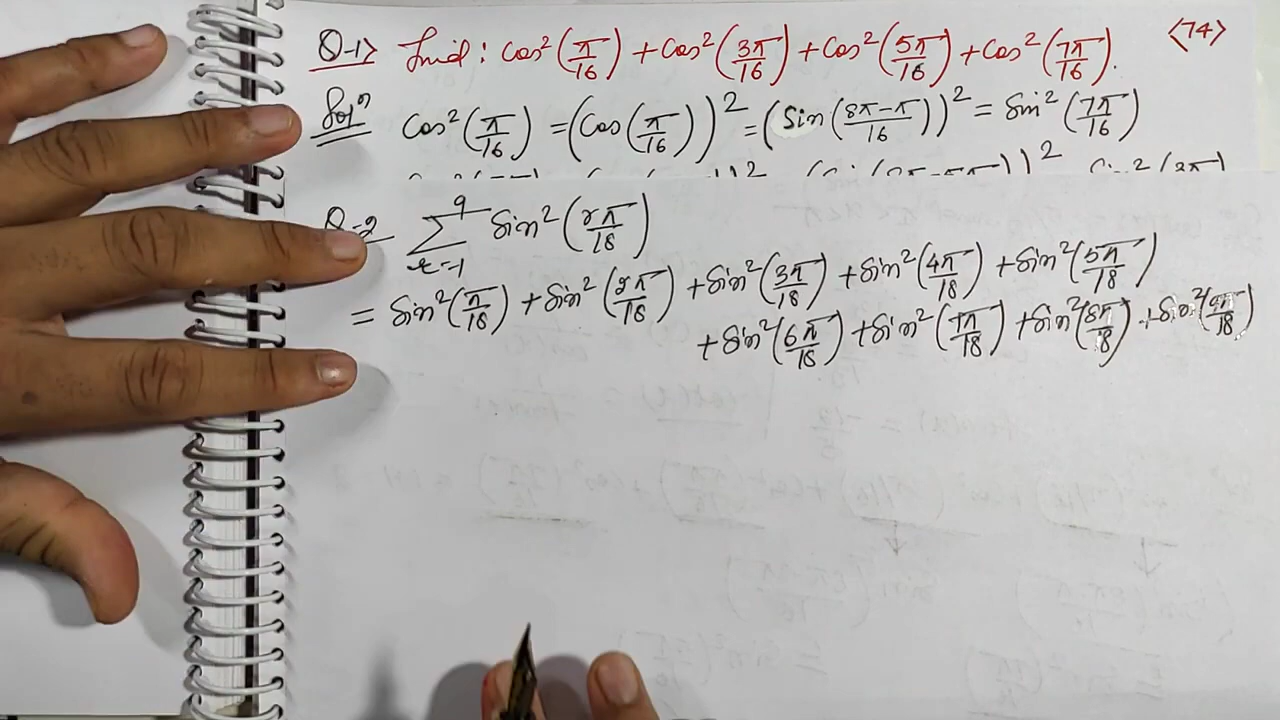 Q-1> Find : Cos²(π/16) + Cos²(3π/16) + Cos²(5π/16) + Cos²(7π/16). <74>
Solⁿ Cos²(π/16) = (Cos(π/16))² = (Sin(8π-π/16))² = Sin²(7π/16)
Q-2 9∑r=1 Sin²(rπ/18)
= Sin²(π/18) + Sin²(2π/18) + Sin²(3π/18) + Sin²(4π/18) + Sin²(5π/18)
+ Sin²(6π/18) + Sin²(7π/18) + Sin²(8π/18) + Sin²(9π/18)